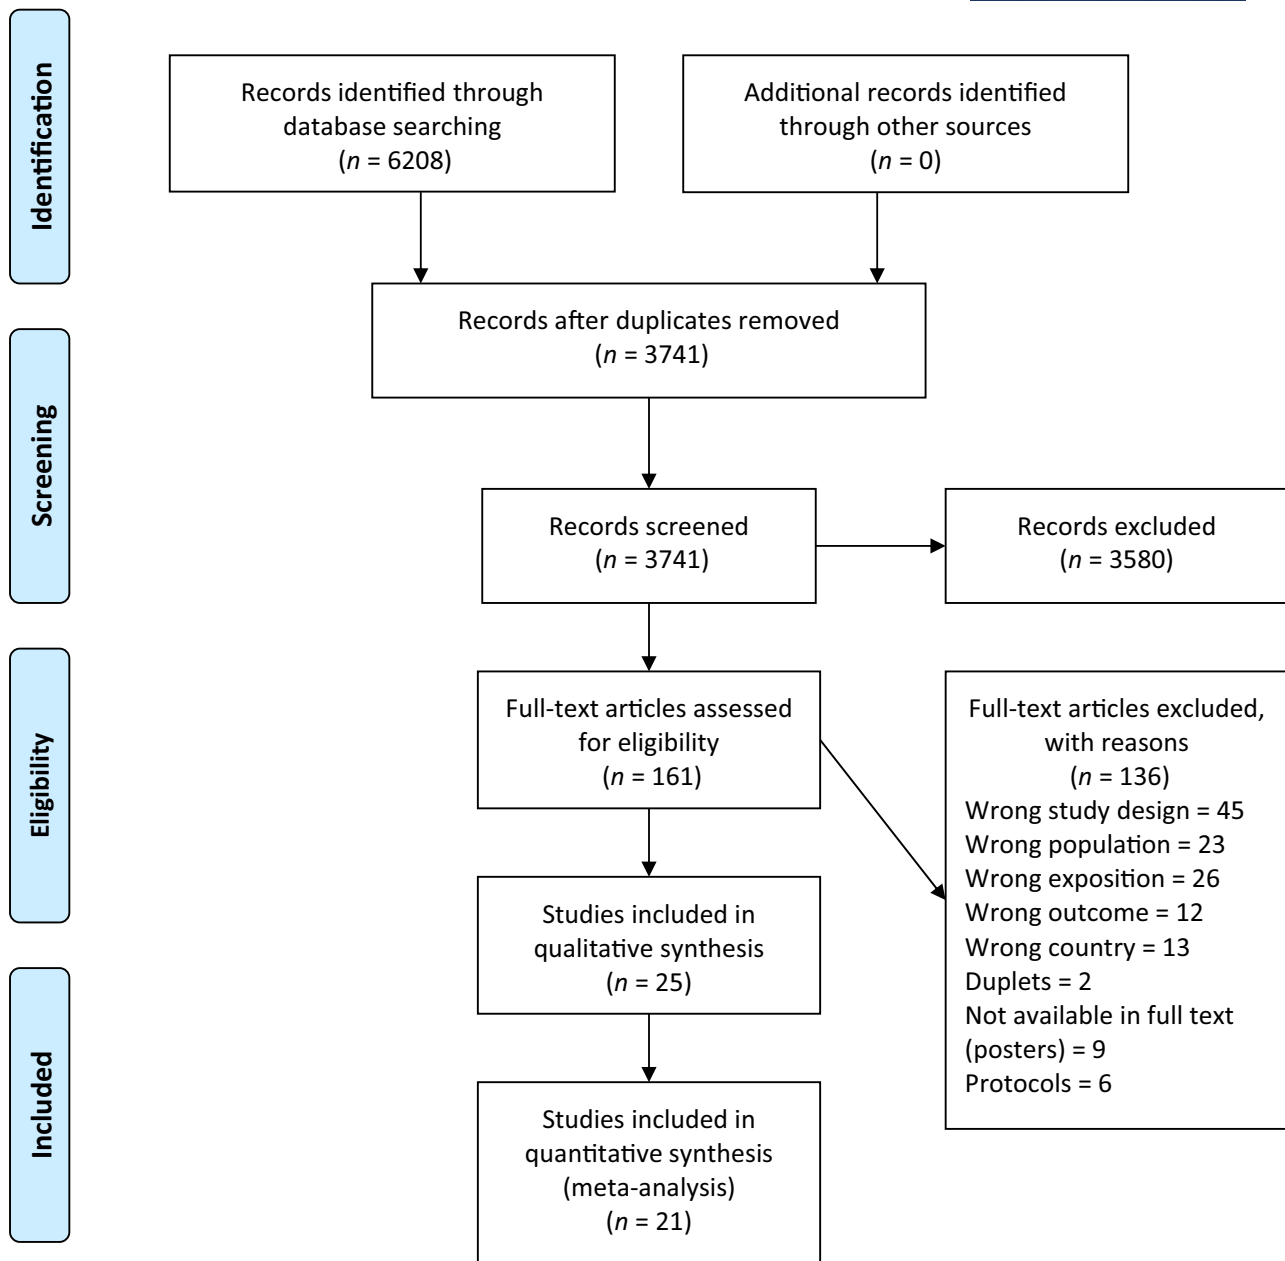 Identification
Records identified through
database searching
(n = 6208)
Additional records identified
through other sources
(n = 0)
Records after duplicates removed
(n = 3741)
Screening
Records screened
(n = 3741)
Records excluded
(n = 3580)
Eligibility
Full-text articles assessed
for eligibility
(n = 161)
Full-text articles excluded,
with reasons
(n = 136)
Wrong study design = 45
Wrong population = 23
Wrong exposition = 26
Wrong outcome = 12
Wrong country = 13
Duplets = 2
Not available in full text
(posters) = 9
Protocols = 6
Studies included in
qualitative synthesis
(n = 25)
Included
Studies included in
quantitative synthesis
(meta-analysis)
(n = 21)